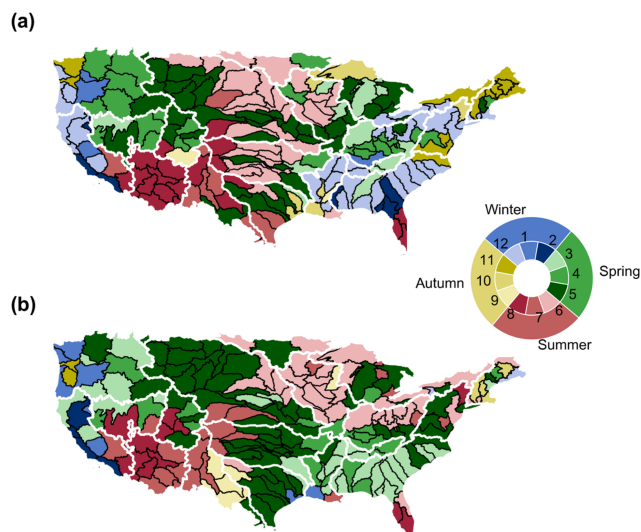 (a)
Winter
12 1 2
11 3
Autumn 10 4 Spring
9 5
8 7 6
Summer
(b)